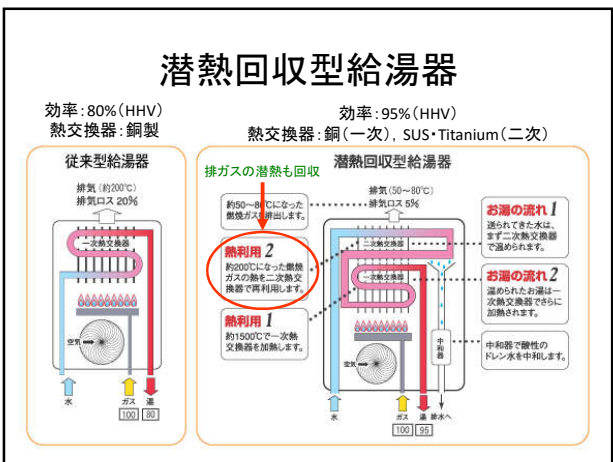 潜熱回収型給湯器
効率:80%(HHV)
熱交換器:銅製
効率:95%(HHV)
熱交換器:銅(一次), SUS・Titanium(二次)
従来型給湯器
排気(約200℃)
排気ロス 20%
一次熱交換器
空気
水
ガス
湯
100
80
排ガスの潜熱も回収
潜熱回収型給湯器
排気(50~80℃)
排気ロス 5%
約50~80℃になった
燃焼ガスを排出します。
熱利用 2
約200℃になった燃焼
ガスの熱を二次熱交
換器で再利用します。
熱利用 1
約1500℃で一次熱
交換器を加熱します。
二次熱交換器
一次熱交換器
空気
中和器
お湯の流れ 1
送られてきた水は、
まず二次熱交換器
で温められます。
お湯の流れ 2
温められたお湯は一
次熱交換器でさらに
加熱されます。
中和器で酸性の
ドレン水を中和します。
水
ガス
湯
排水へ
100
95